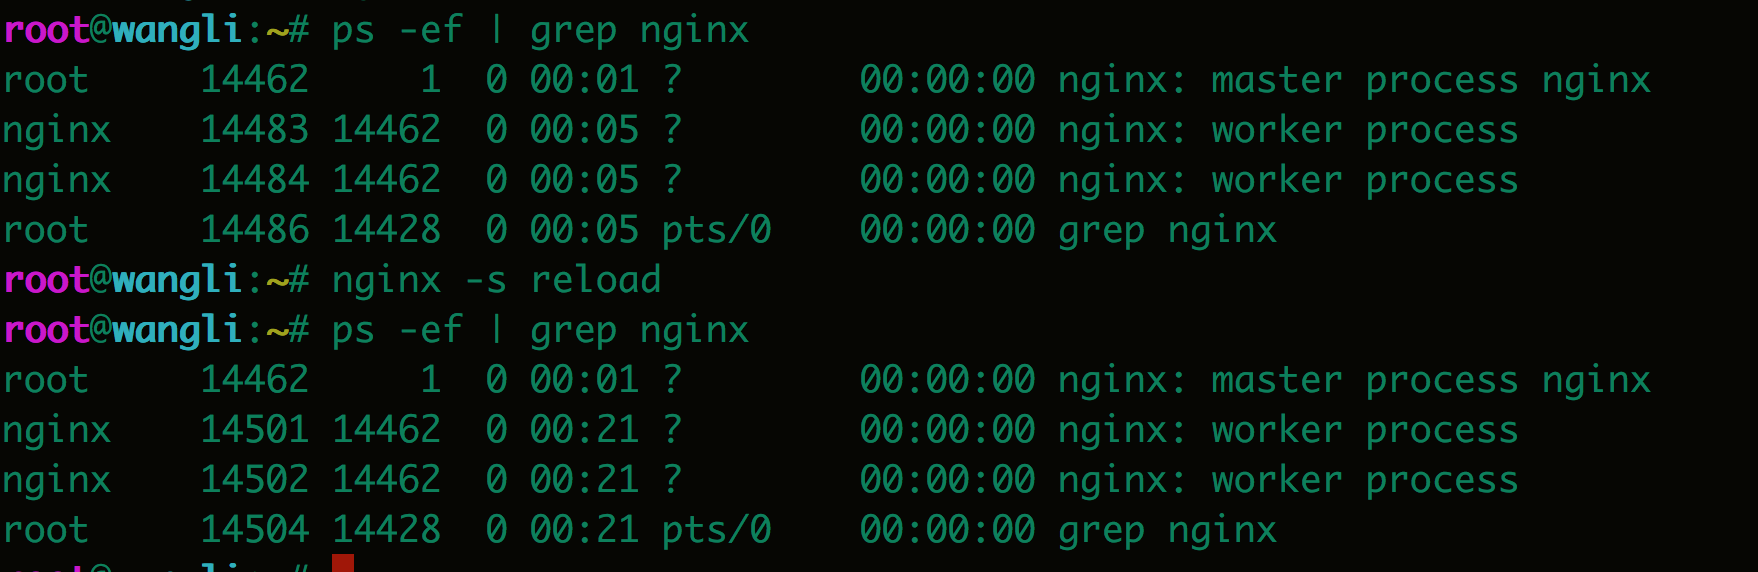 root@wangli:~# ps -ef | grep nginx
root     14462     1  0 00:01 ?        00:00:00 nginx: master process nginx
nginx    14483 14462  0 00:05 ?        00:00:00 nginx: worker process
nginx    14484 14462  0 00:05 ?        00:00:00 nginx: worker process
root     14486 14428  0 00:05 pts/0    00:00:00 grep nginx
root@wangli:~# nginx -s reload
root@wangli:~# ps -ef | grep nginx
root     14462     1  0 00:01 ?        00:00:00 nginx: master process nginx
nginx    14501 14462  0 00:21 ?        00:00:00 nginx: worker process
nginx    14502 14462  0 00:21 ?        00:00:00 nginx: worker process
root     14504 14428  0 00:21 pts/0    00:00:00 grep nginx
root@wangli:~#